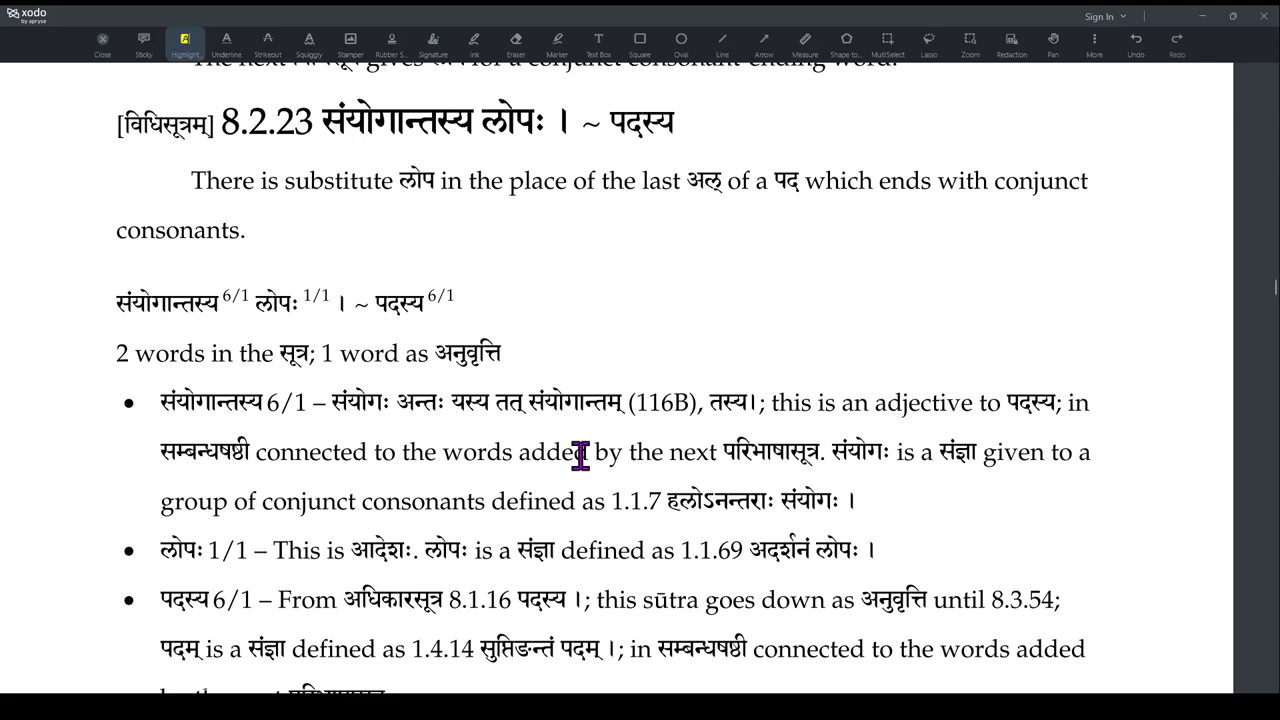 xodo
by apryse
Sign In
Close Sticky Highlight Underline Strikeout Squiggly Stamper Rubber S... Signature Ink Eraser Marker Text Box Square Oval Line Arrow Measure Shape to... MultiSelect Lasso Zoom Redaction Pan More Undo Redo
[विधिसूत्रम्] 8.2.23 संयोगान्तस्य लोपः । ~ पदस्य
There is substitute लोप in the place of the last अल् of a पद which ends with conjunct
consonants.
संयोगान्तस्य 6/1 लोपः 1/1 । ~ पदस्य 6/1
2 words in the सूत्र; 1 word as अनुवृत्ति
• संयोगान्तस्य 6/1 – संयोगः अन्तः यस्य तत् संयोगान्तम् (116B), तस्य।; this is an adjective to पदस्य; in
सम्बन्धषष्ठी connected to the words added by the next परिभाषासूत्र. संयोगः is a संज्ञा given to a
group of conjunct consonants defined as 1.1.7 हलोऽनन्तराः संयोगः ।
• लोपः 1/1 – This is आदेशः. लोपः is a संज्ञा defined as 1.1.69 अदर्शनं लोपः ।
• पदस्य 6/1 – From अधिकारसूत्र 8.1.16 पदस्य ।; this sūtra goes down as अनुवृत्ति until 8.3.54;
पदम् is a संज्ञा defined as 1.4.14 सुप्तिङन्तं पदम् ।; in सम्बन्धषष्ठी connected to the words added